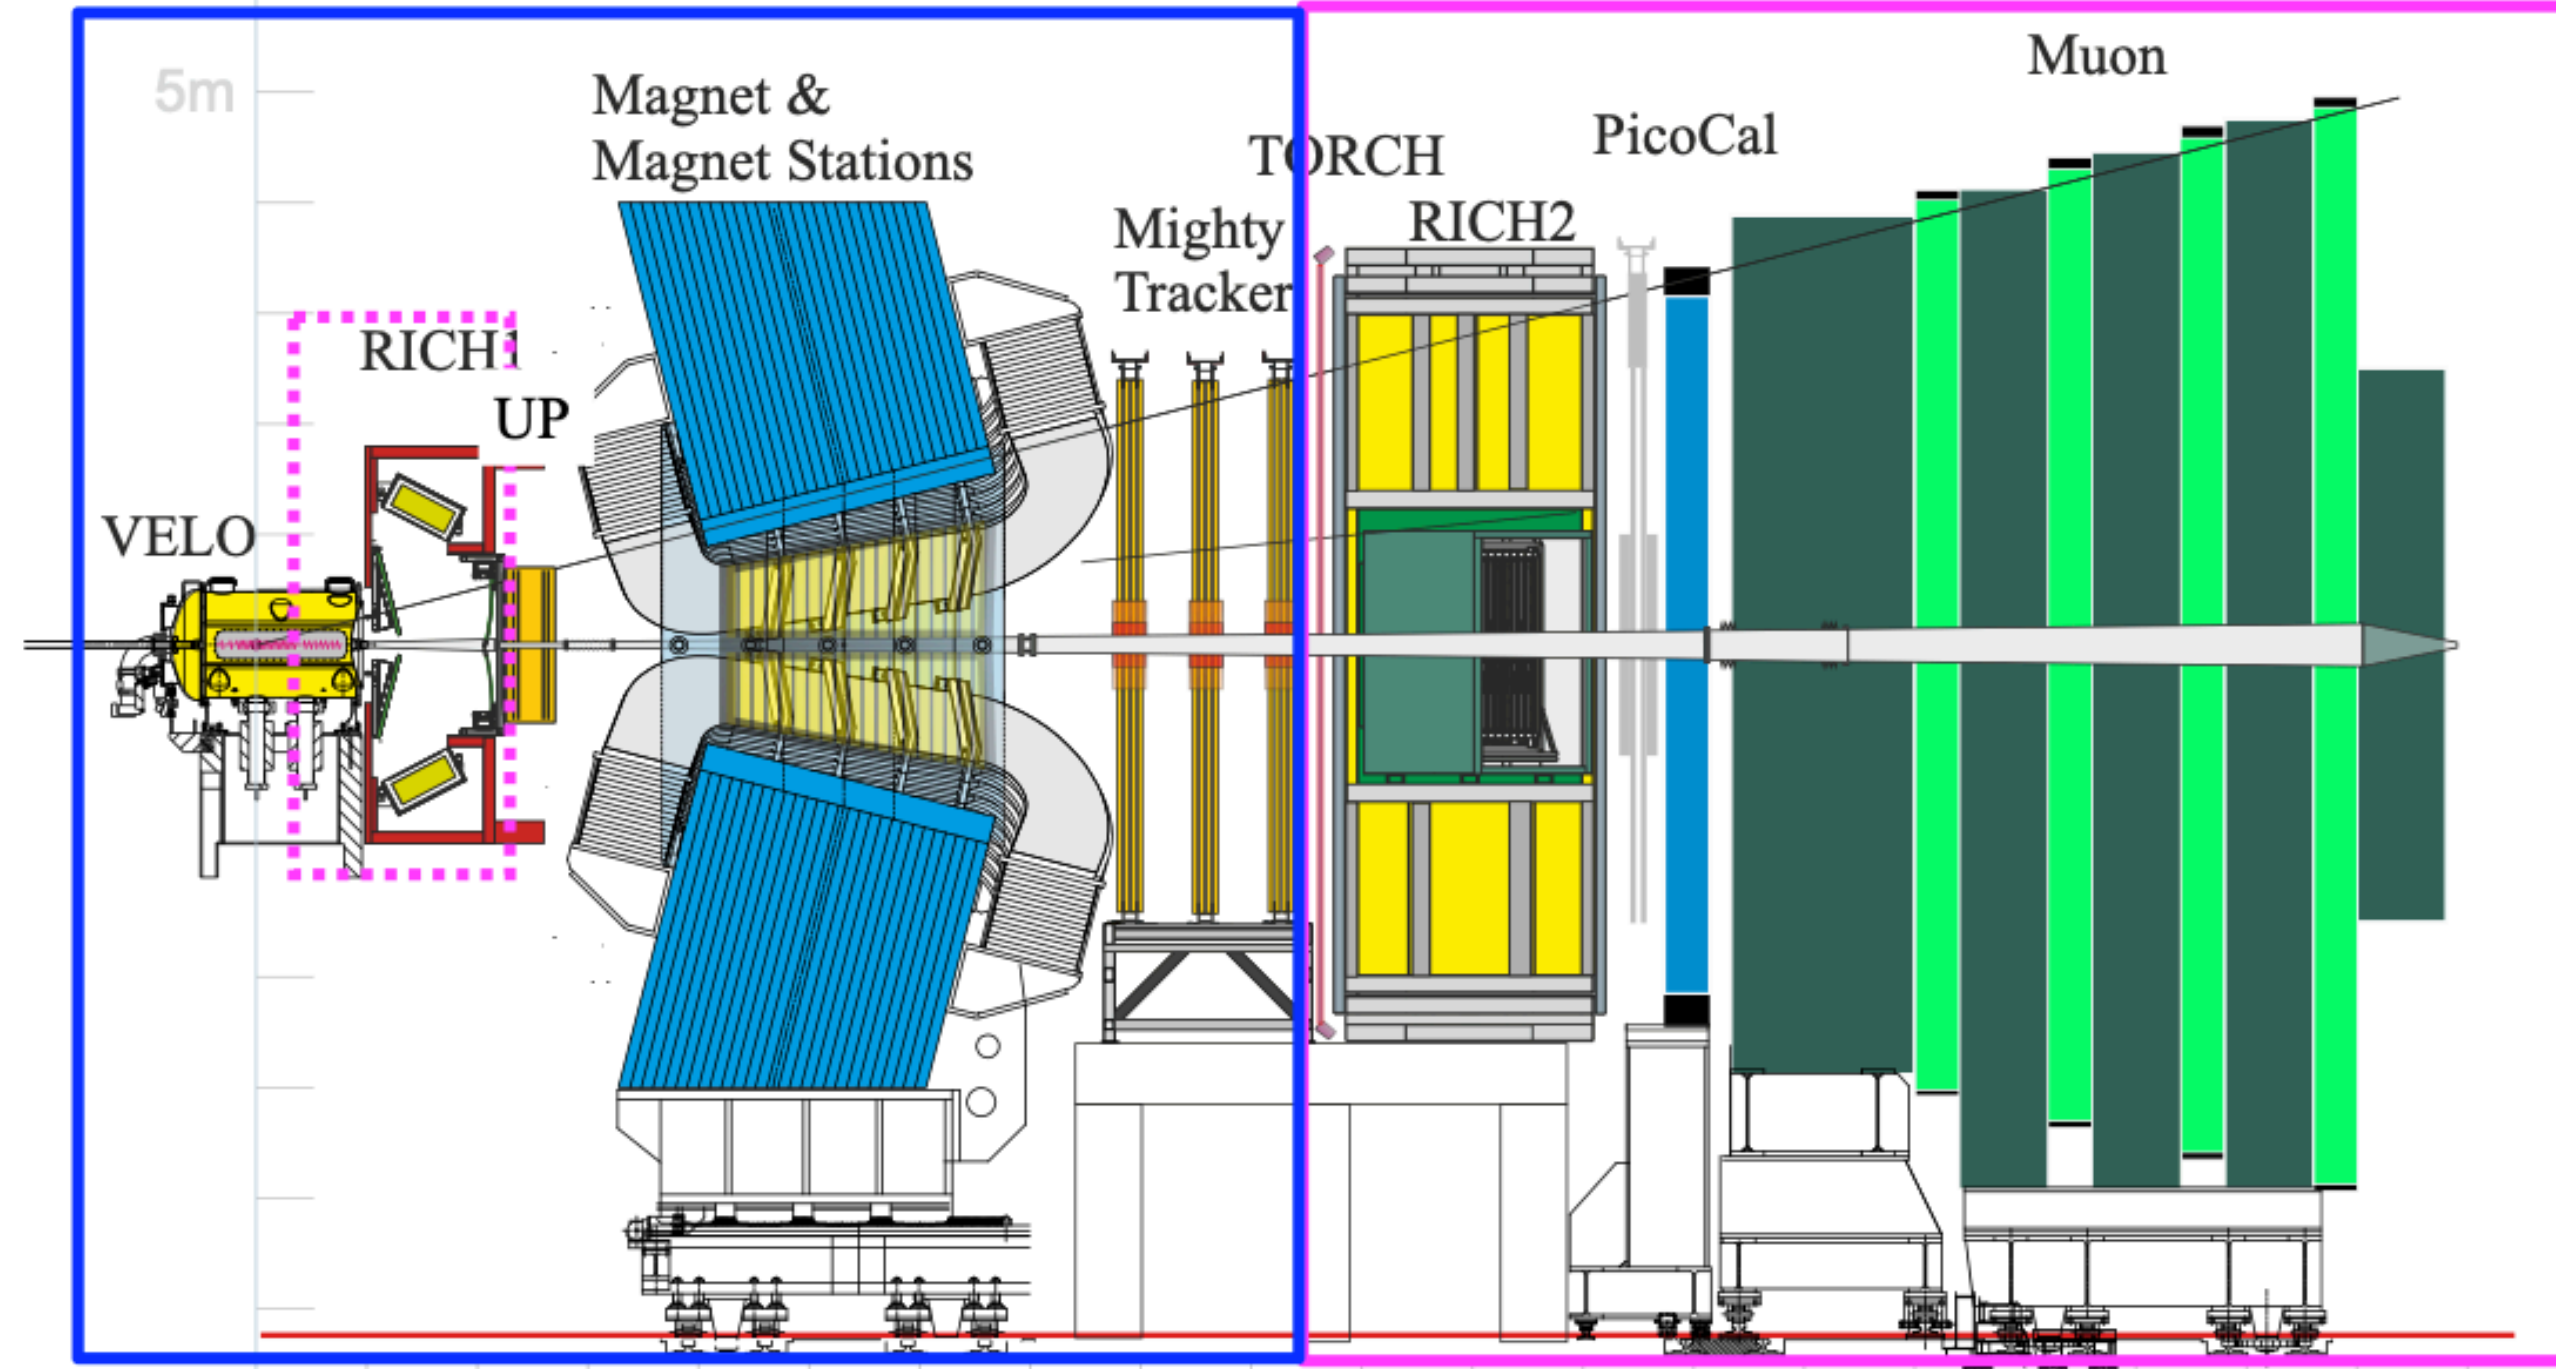 5m
Magnet &
Magnet Stations
Muon
TORCH
PicoCal
Mighty
Tracker
RICH2
RICH1
UP
VELO